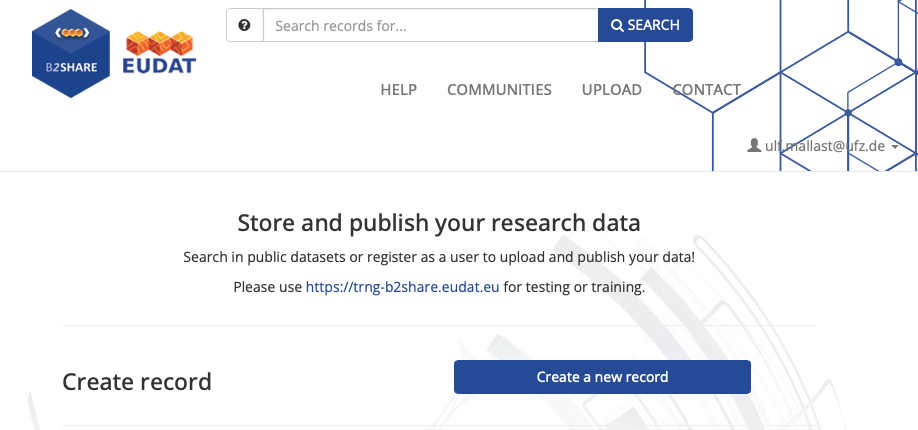 Search records for...
SEARCH
B2SHARE
EUDAT
HELP
COMMUNITIES
UPLOAD
CONTACT
ulf.mallast@ufz.de
Store and publish your research data
Search in public datasets or register as a user to upload and publish your data!
Please use https://trng-b2share.eudat.eu for testing or training.
Create record
Create a new record